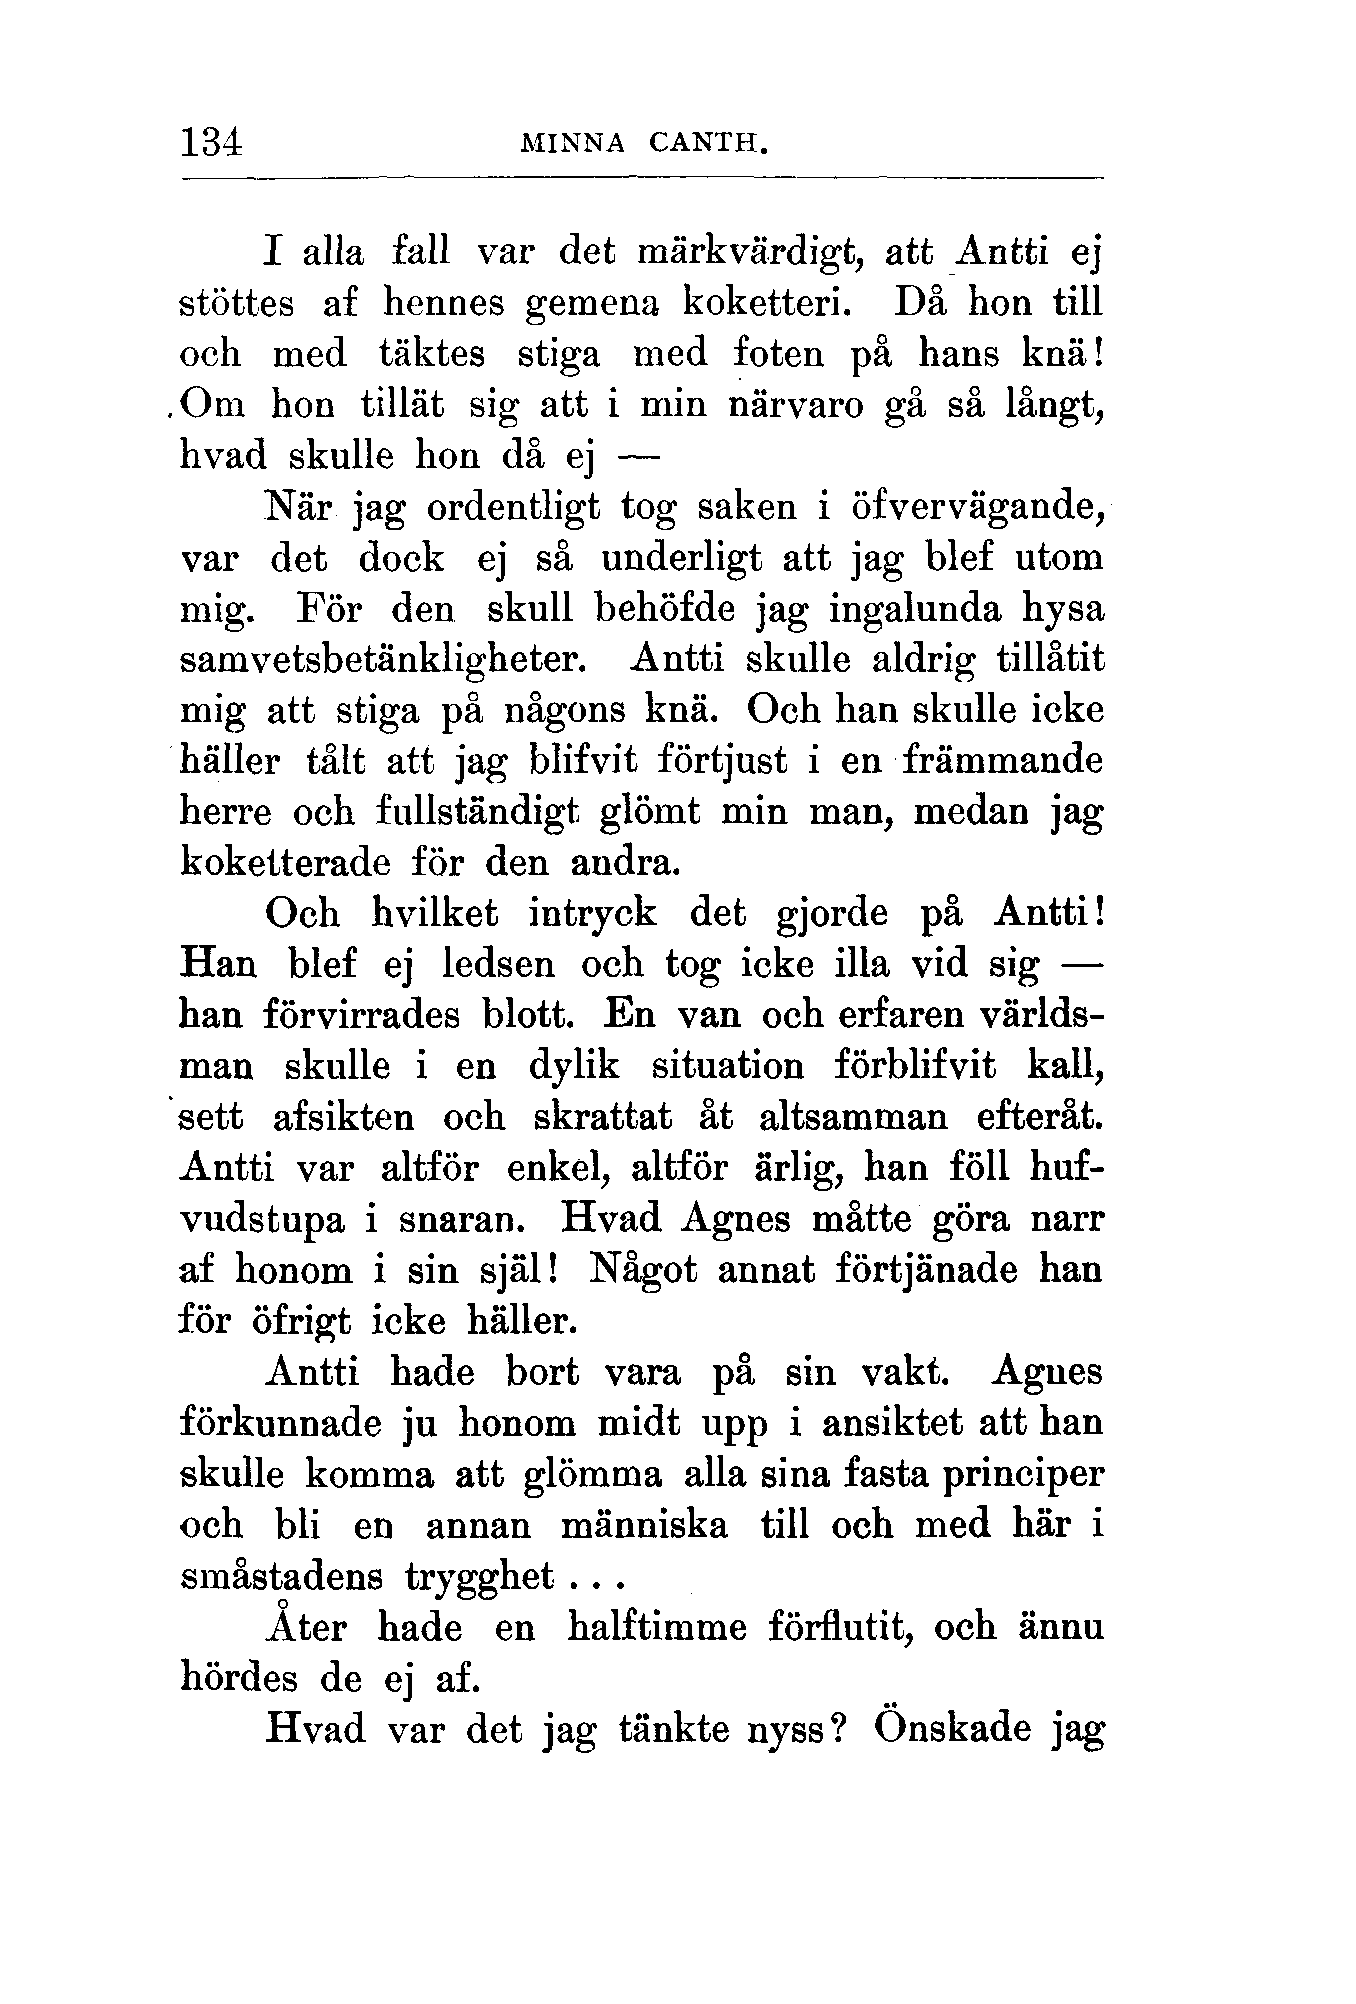 134 MINNA CANTH.
I alla fall var det märkvärdigt, att Antti ej
stöttes af hennes gemena koketteri. Då hon till
och med täktes stiga med foten på hans knä!
Om hon tillät sig att i min närvaro gå så långt,
hvad skulle hon då ej —
När jag ordentligt tog saken i öfvervägande,
var det dock ej så underligt att jag blef utom
mig. För den skull behöfde jag ingalunda hysa
samvetsbetänkligheter. Antti skulle aldrig tillåtit
mig att stiga på någons knä. Och han skulle icke
häller tålt att jag blifvit förtjust i en främmande
herre och fullständigt glömt min man, medan jag
koketterade för den andra.
Och hvilket intryck det gjorde på Antti!
Han blef ej ledsen och tog icke illa vid sig —
han förvirrades blott. En van och erfaren världs-
man skulle i en dylik situation förblifvit kall,
sett afsikten och skrattat åt altsamman efteråt.
Antti var altför enkel, altför ärlig, han föll huf-
vudstupa i snaran. Hvad Agnes måtte göra narr
af honom i sin själ! Något annat förtjänade han
för öfrigt icke häller.
Antti hade bort vara på sin vakt. Agnes
förkunnade ju honom midt upp i ansiktet att han
skulle komma att glömma alla sina fasta principer
och bli en annan människa till och med här i
småstadens trygghet . . .
Åter hade en halftimme förflutit, och ännu
hördes de ej af.
Hvad var det jag tänkte nyss? Önskade jag